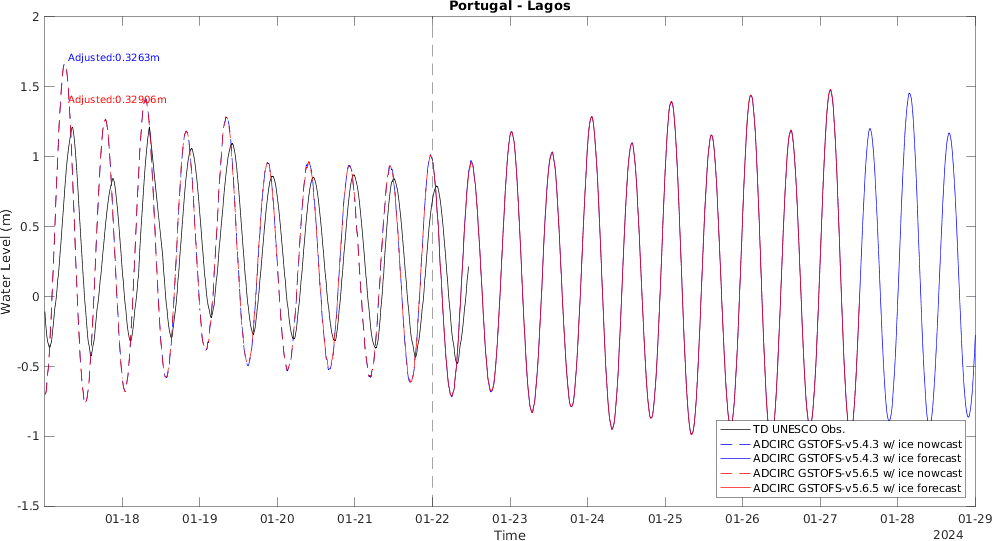 Portugal - Lagos
2
1.5
1
0.5
0
-0.5
-1
-1.5
Water Level (m)
Adjusted:0.3263m
Adjusted:0.32906m
TD UNESCO Obs.
ADCIRC GSTOFS-v5.4.3 w/ ice nowcast
ADCIRC GSTOFS-v5.4.3 w/ ice forecast
ADCIRC GSTOFS-v5.6.5 w/ ice nowcast
ADCIRC GSTOFS-v5.6.5 w/ ice forecast
01-18 01-19 01-20 01-21 01-22 01-23 01-24 01-25 01-26 01-27 01-28 01-29
Time
2024